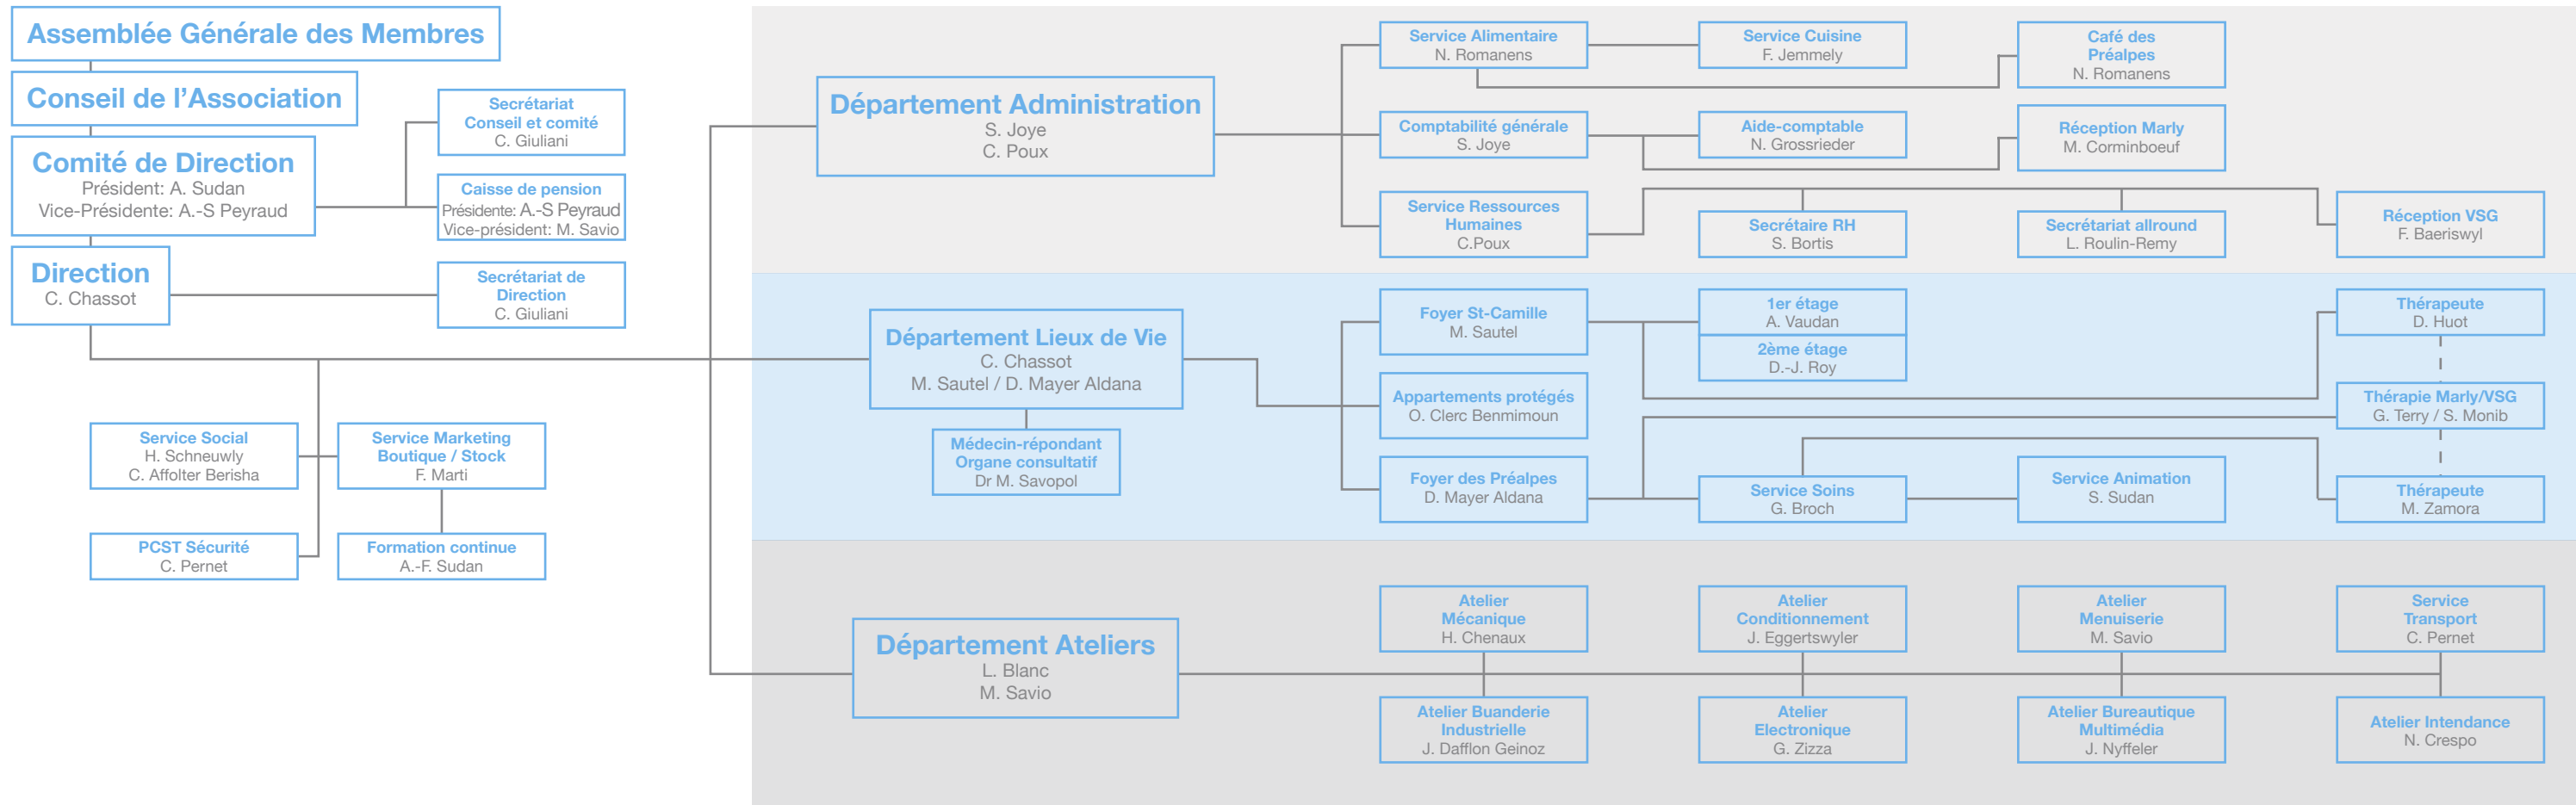 Assemblée Générale des Membres
Conseil de l’Association
Comité de Direction
Président: A. Sudan
Vice-Présidente: A.-S Peyraud
Secrétariat
Conseil et comité
C. Giuliani
Caisse de pension
Présidente: A.-S Peyraud
Vice-président: M. Savio
Direction
C. Chassot
Secrétariat de
Direction
C. Giuliani
Service Social
H. Schneuwly
C. Affolter Berisha
Service Marketing
Boutique / Stock
F. Marti
PCST Sécurité
C. Pernet
Formation continue
A.-F. Sudan
Département Administration
S. Joye
C. Poux
Service Alimentaire
N. Romanens
Service Cuisine
F. Jemmely
Café des
Préalpes
N. Romanens
Comptabilité générale
S. Joye
Aide-comptable
N. Grossrieder
Réception Marly
M. Corminboeuf
Service Ressources
Humaines
C.Poux
Secrétaire RH
S. Bortis
Secrétariat allround
L. Roulin-Remy
Réception VSG
F. Baeriswyl
Département Lieux de Vie
C. Chassot
M. Sautel / D. Mayer Aldana
Médecin-répondant
Organe consultatif
Dr M. Savopol
Foyer St-Camille
M. Sautel
1er étage
A. Vaudan
2ème étage
D.-J. Roy
Thérapeute
D. Huot
Appartements protégés
O. Clerc Benmimoun
Thérapie Marly/VSG
G. Terry / S. Monib
Foyer des Préalpes
D. Mayer Aldana
Service Soins
G. Broch
Service Animation
S. Sudan
Thérapeute
M. Zamora
Département Ateliers
L. Blanc
M. Savio
Atelier
Mécanique
H. Chenaux
Atelier
Conditionnement
J. Eggertswyler
Atelier
Menuiserie
M. Savio
Service
Transport
C. Pernet
Atelier Buanderie
Industrielle
J. Dafflon Geinoz
Atelier
Electronique
G. Zizza
Atelier Bureautique
Multimédia
J. Nyffeler
Atelier Intendance
N. Crespo